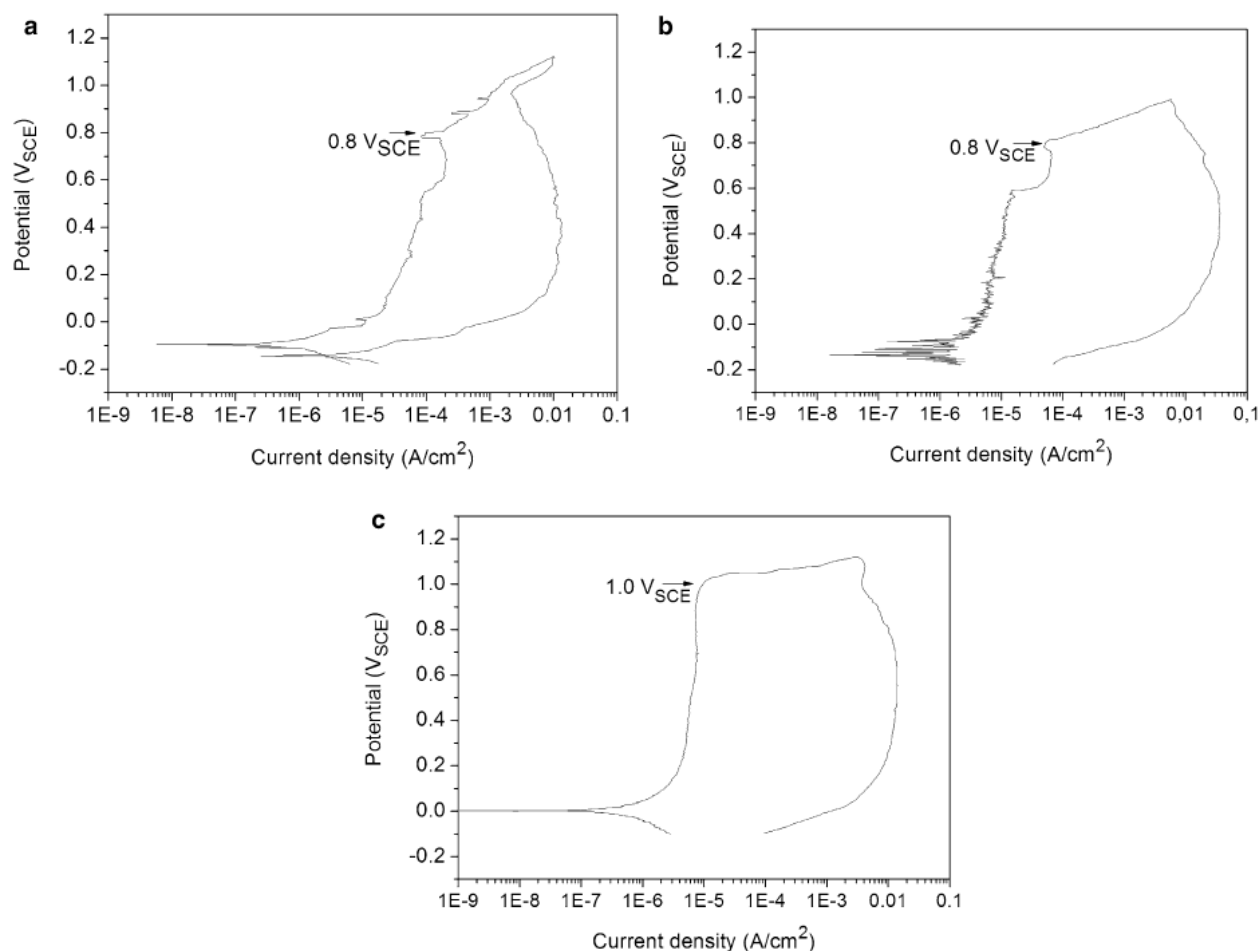 a
1.2
1.0
0.8
0.6
0.4
0.2
0.0
-0.2
0.8 VSCE
Potential (VSCE)
1E-9 1E-8 1E-7 1E-6 1E-5 1E-4 1E-3 0.01 0.1
Current density (A/cm2)
b
1.2
1.0
0.8
0.6
0.4
0.2
0.0
-0.2
0.8 VSCE
Potential (VSCE)
1E-9 1E-8 1E-7 1E-6 1E-5 1E-4 1E-3 0,01 0,1
Current density (A/cm2)
c
1.2
1.0
0.8
0.6
0.4
0.2
0.0
-0.2
1.0 VSCE
Potential (VSCE)
1E-9 1E-8 1E-7 1E-6 1E-5 1E-4 1E-3 0.01 0.1
Current density (A/cm2)